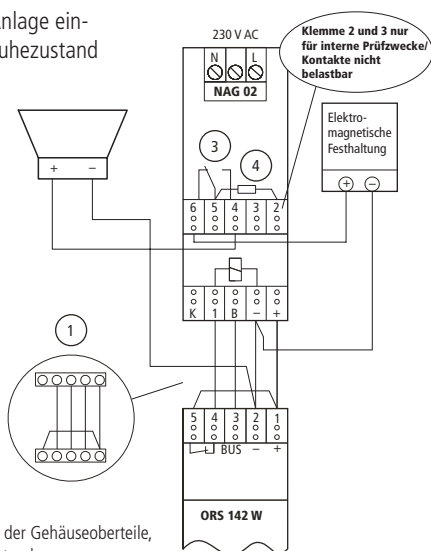 Anlage ein-
uhezustand
230 V AC
N L
NAG 02
Klemme 2 und 3 nur
für interne Prüfzwecke/
Kontakte nicht
belastbar
Elektro-
magnetische
Festhaltung
+ −
3
4
+ −
6 5 4 3 2
K 1 B − +
1
5 4 3 2 1
BUS − +
ORS 142 W
der Gehäuseoberteile,